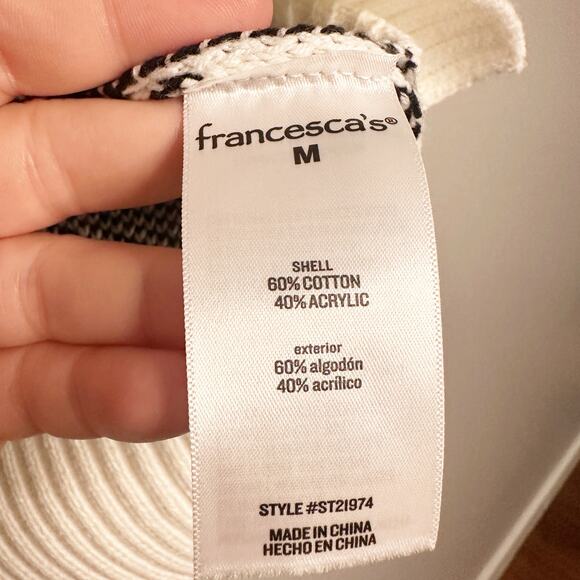 francesca's®
M
SHELL
60% COTTON
40% ACRYLIC
exterior
60% algodón
40% acrílico
STYLE #ST21974
MADE IN CHINA
HECHO EN CHINA